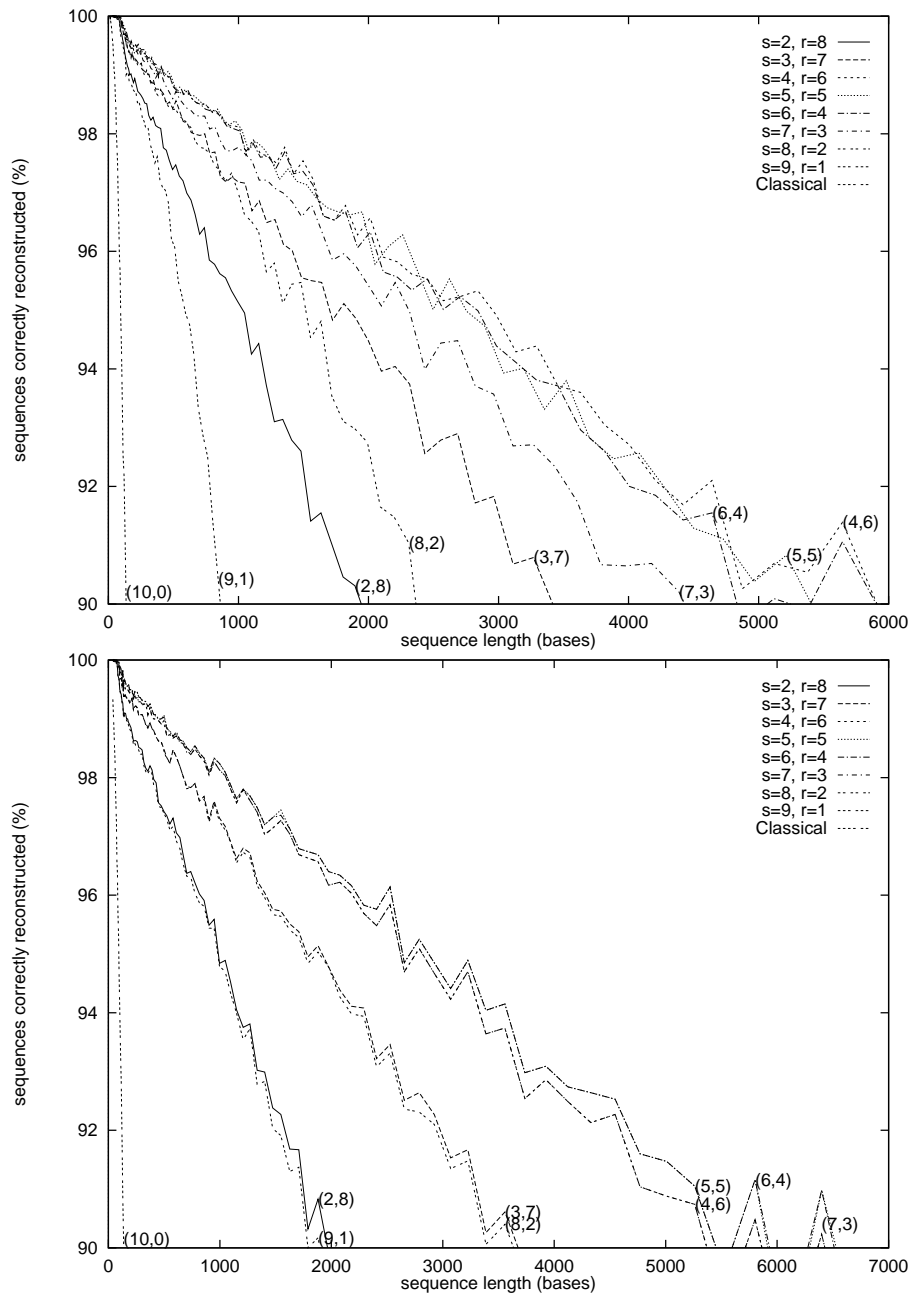 100
98
96
94
92
90
sequences correctly reconstructed (%)
s=2, r=8
s=3, r=7
s=4, r=6
s=5, r=5
s=6, r=4
s=7, r=3
s=8, r=2
s=9, r=1
Classical
(10,0)
(9,1)
(2,8)
(8,2)
(3,7)
(7,3)
(6,4)
(5,5)
(4,6)
0 1000 2000 3000 4000 5000 6000
sequence length (bases)
100
98
96
94
92
90
sequences correctly reconstructed (%)
s=2, r=8
s=3, r=7
s=4, r=6
s=5, r=5
s=6, r=4
s=7, r=3
s=8, r=2
s=9, r=1
Classical
(10,0)
(2,8)
(9,1)
(3,7)
(8,2)
(5,5)
(4,6)
(6,4)
(7,3)
0 1000 2000 3000 4000 5000 6000 7000
sequence length (bases)